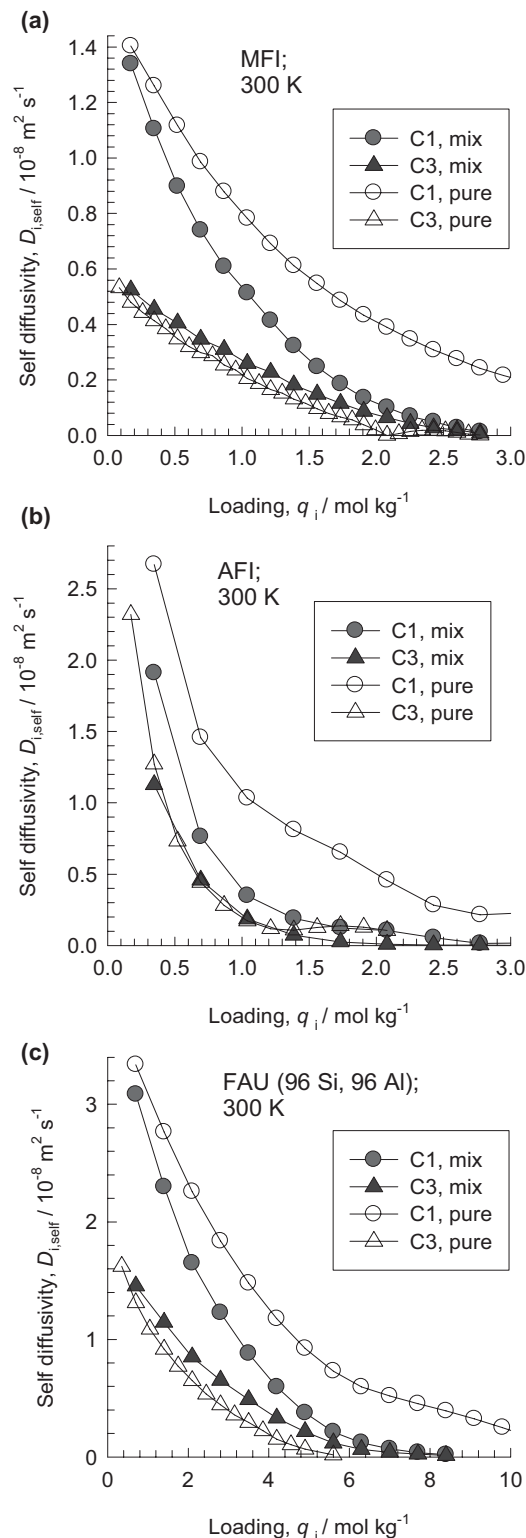 (a)
MFI;
300 K
C1, mix
C3, mix
C1, pure
C3, pure
1.4
1.2
1.0
0.8
0.6
0.4
0.2
0.0
Self diffusivity, D i,self / 10-8 m2 s-1
0.0 0.5 1.0 1.5 2.0 2.5 3.0
Loading, q i / mol kg-1
(b)
AFI;
300 K
C1, mix
C3, mix
C1, pure
C3, pure
2.5
2.0
1.5
1.0
0.5
0.0
Self diffusivity, D i,self / 10-8 m2 s-1
0.0 0.5 1.0 1.5 2.0 2.5 3.0
Loading, q i / mol kg-1
(c)
FAU (96 Si, 96 Al);
300 K
C1, mix
C3, mix
C1, pure
C3, pure
3
2
1
0
Self diffusivity, D i,self / 10-8 m2 s-1
0 2 4 6 8 10
Loading, q i / mol kg-1